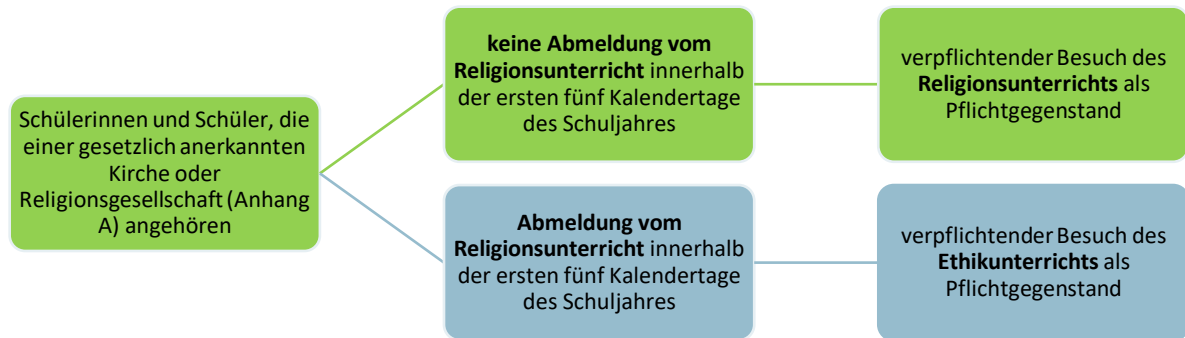 Schülerinnen und Schüler, die
einer gesetzlich anerkannten
Kirche oder
Religionsgesellschaft (Anhang
A) angehören
keine Abmeldung vom
Religionsunterricht innerhalb
der ersten fünf Kalendertage
des Schuljahres
verpflichtender Besuch des
Religionsunterrichts als
Pflichtgegenstand
Abmeldung vom
Religionsunterricht innerhalb
der ersten fünf Kalendertage
des Schuljahres
verpflichtender Besuch des
Ethikunterrichts als
Pflichtgegenstand